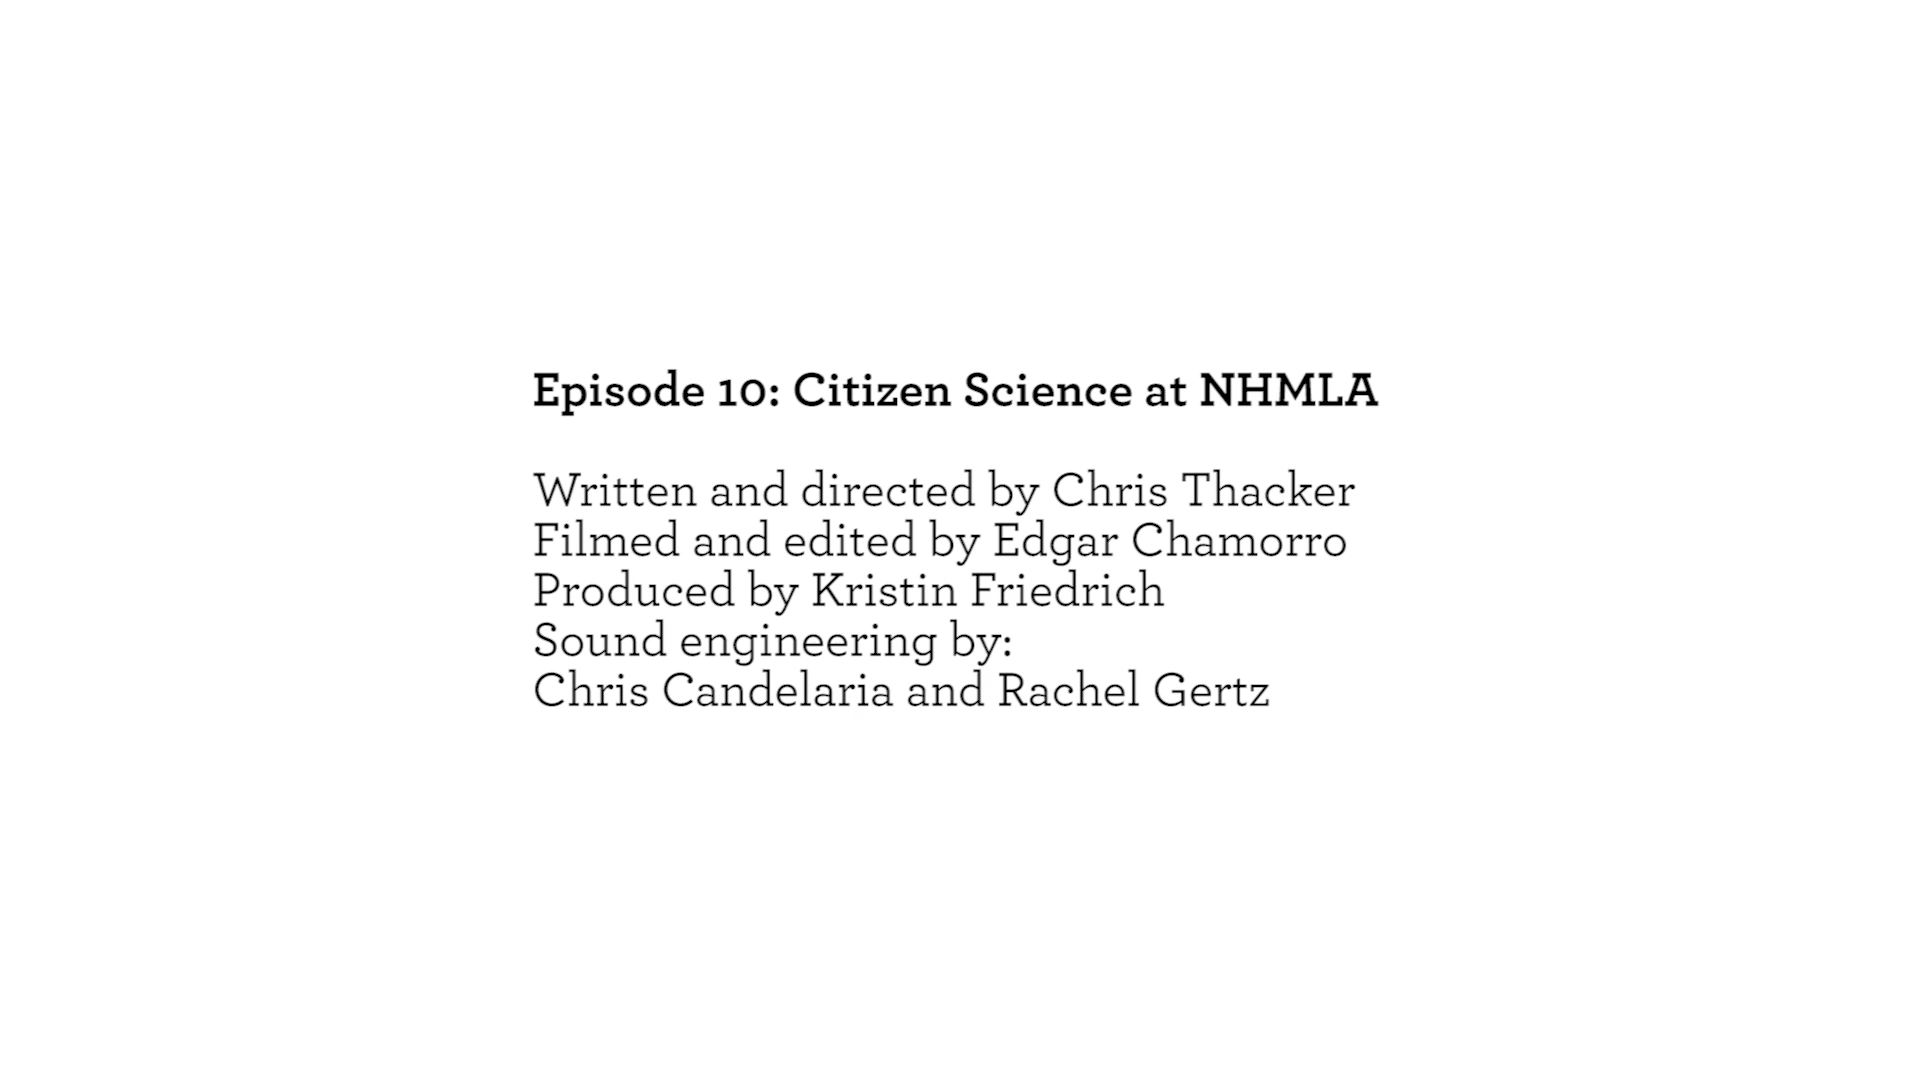 Episode 10: Citizen Science at NHMLA
Written and directed by Chris Thacker
Filmed and edited by Edgar Chamorro
Produced by Kristin Friedrich
Sound engineering by:
Chris Candelaria and Rachel Gertz